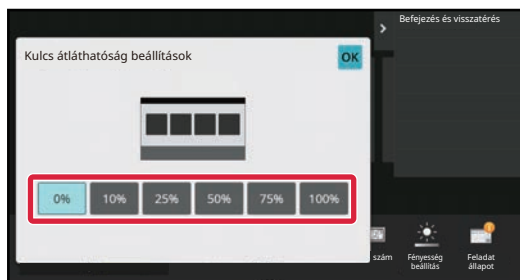 Befejezés és visszatérés
Kulcs átláthatóság beállítások
OK
0%
10%
25%
50%
75%
100%
szám
Fényesség
beállítás
Feladat
állapot